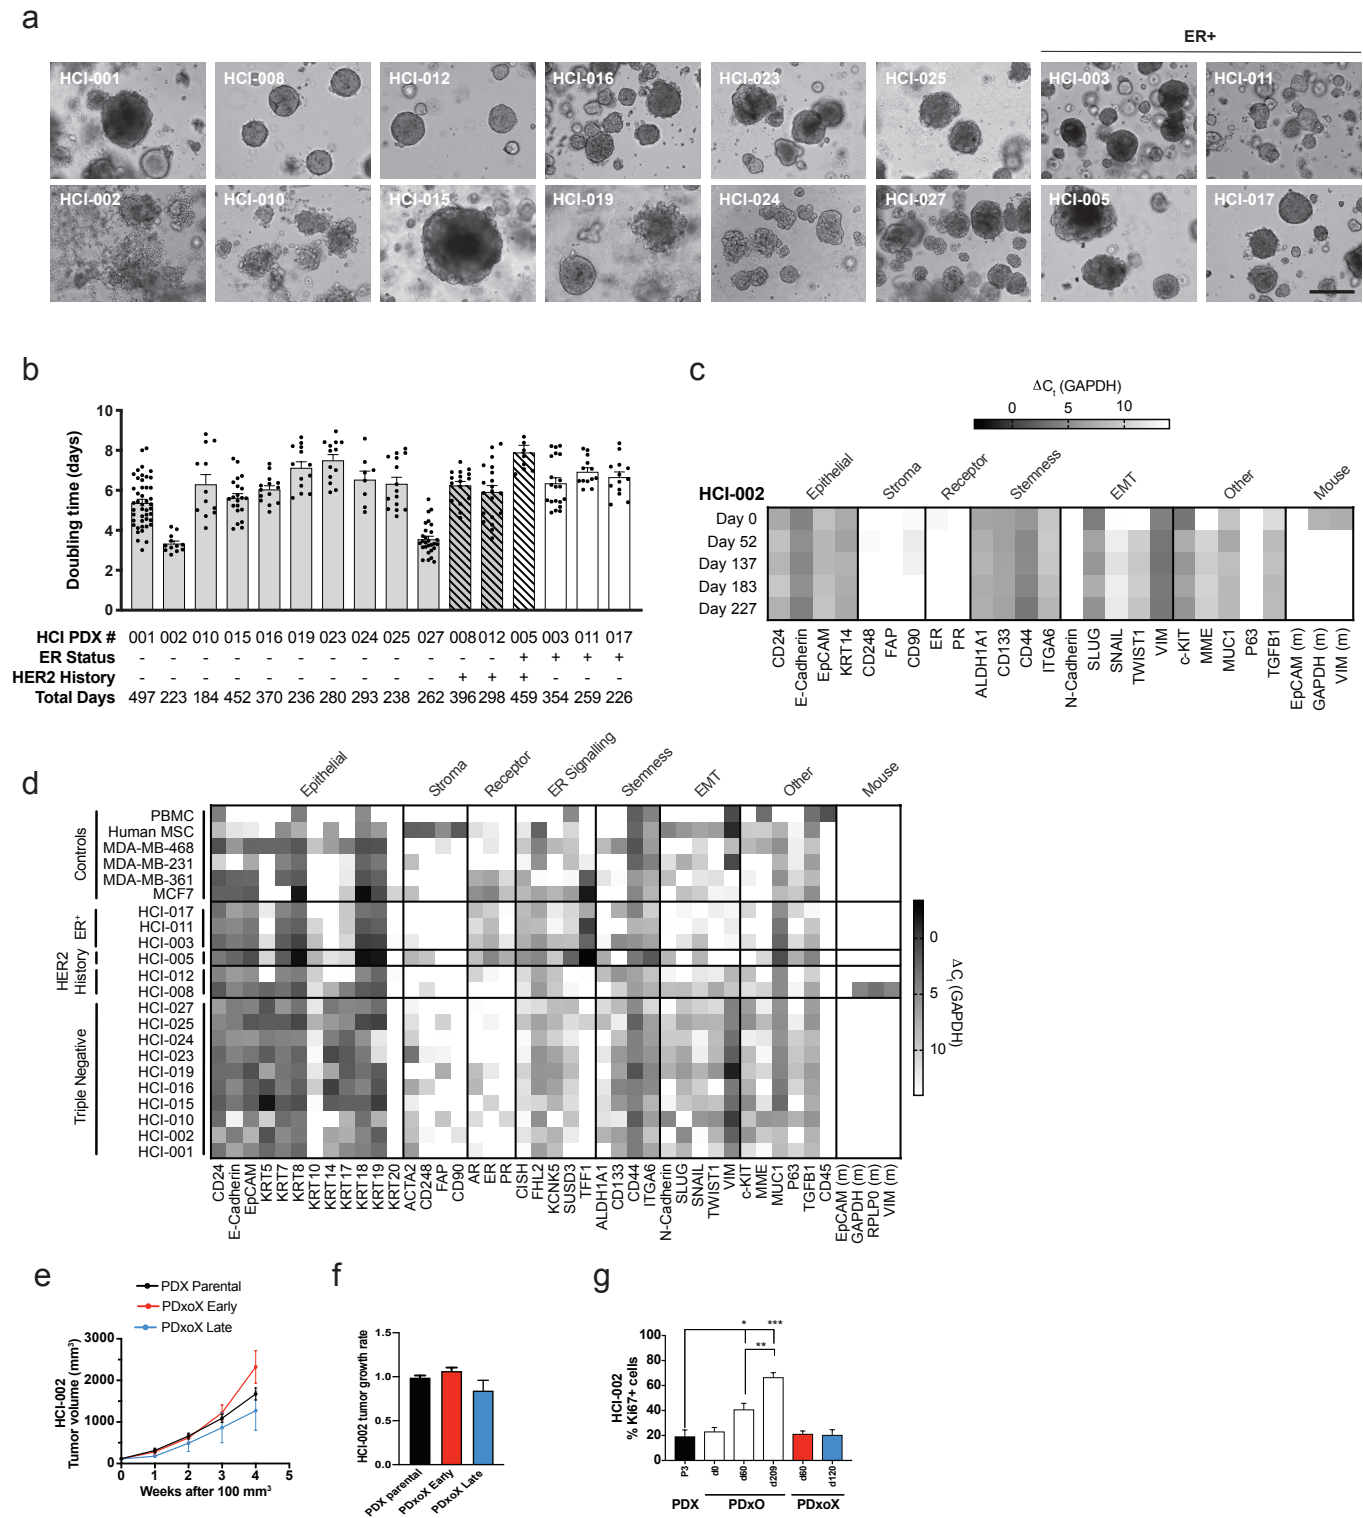 a
ER+
HCI-001 HCI-008 HCI-012 HCI-016 HCI-023 HCI-025 HCI-003 HCI-011
HCI-002 HCI-010 HCI-015 HCI-019 HCI-024 HCI-027 HCI-005 HCI-017
b
Doubling time (days)
10
8
6
4
2
0
HCI PDX # 001 002 010 015 016 019 023 024 025 027 008 012 005 003 011 017
ER Status - - - - - - - - - - - - + + + +
HER2 History - - - - - - - - - - + + + - - -
Total Days 497 223 184 452 370 236 280 293 238 262 396 298 459 354 259 226
c
ΔCt (GAPDH)
0 5 10
HCI-002
Epithelial Stroma Receptor Stemness EMT Other Mouse
Day 0
Day 52
Day 137
Day 183
Day 227
CD24 E-Cadherin EpCAM KRT14 CD248 FAP CD90 ER PR ALDH1A1 CD133 CD44 ITGA6 N-Cadherin SLUG SNAIL TWIST1 VIM c-KIT MME MUC1 P63 TGFB1 EpCAM (m) GAPDH (m) VIM (m)
d
Epithelial Stroma Receptor ER Signalling Stemness EMT Other Mouse
Controls
PBMC
Human MSC
MDA-MB-468
MDA-MB-231
MDA-MB-361
MCF7
ER+
HCI-017
HCI-011
HCI-003
HER2 History
HCI-005
HCI-012
HCI-008
Triple Negative
HCI-027
HCI-025
HCI-024
HCI-023
HCI-019
HCI-016
HCI-015
HCI-010
HCI-002
HCI-001
CD24 E-Cadherin EpCAM KRT5 KRT7 KRT8 KRT10 KRT14 KRT17 KRT18 KRT19 KRT20 ACTA2 CD248 FAP CD90 AR ER PR CISH FHL2 KCNK5 SUSD3 TFF1 ALDH1A1 CD133 CD44 ITGA6 N-Cadherin SLUG SNAIL TWIST1 VIM c-KIT MME MUC1 P63 TGFB1 CD45 EpCAM (m) GAPDH (m) RPLP0 (m) VIM (m)
0
5
10
ΔCt (GAPDH)
e
PDX Parental
PDxoX Early
PDxoX Late
HCI-002
Tumor volume (mm³)
3000
2000
1000
0
0 1 2 3 4 5
Weeks after 100 mm³
f
HCI-002 tumor growth rate
1.5
1.0
0.5
0.0
PDX parental PDxoX Early PDxoX Late
g
HCI-002
% Ki67+ cells
100
80
60
40
20
0
* ***
**
P3 d0 d60 d209 d60 d120
PDX PDxO PDxoX